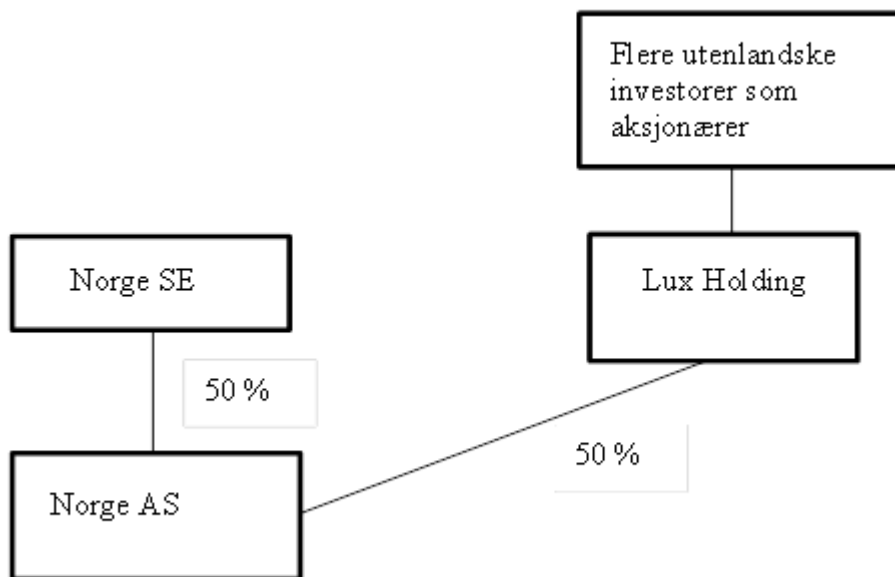 Flere utenlandske
investorer som
aksjonærer
Norge SE
Lux Holding
50 %
50 %
Norge AS